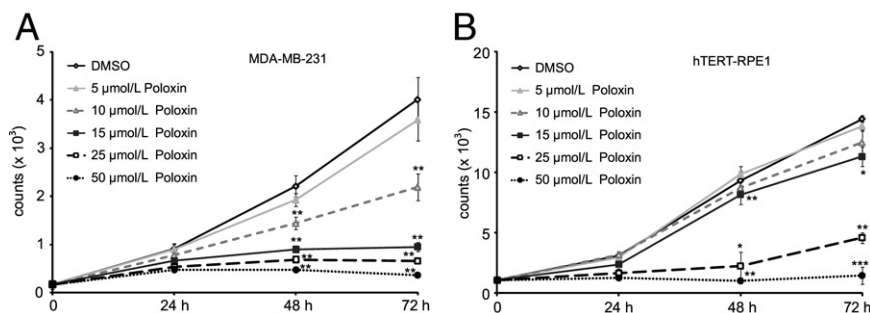 A
MDA-MB-231
5
4
3
2
1
0
counts (x 10³)
DMSO
5 µmol/L Poloxin
10 µmol/L Poloxin
15 µmol/L Poloxin
25 µmol/L Poloxin
50 µmol/L Poloxin
**
**
**
**
**
**
**
**
0
24 h
48 h
72 h
B
hTERT-RPE1
20
15
10
5
0
counts (x 10³)
DMSO
5 µmol/L Poloxin
10 µmol/L Poloxin
15 µmol/L Poloxin
25 µmol/L Poloxin
50 µmol/L Poloxin
**
*
*
**
**
***
0
24 h
48 h
72 h